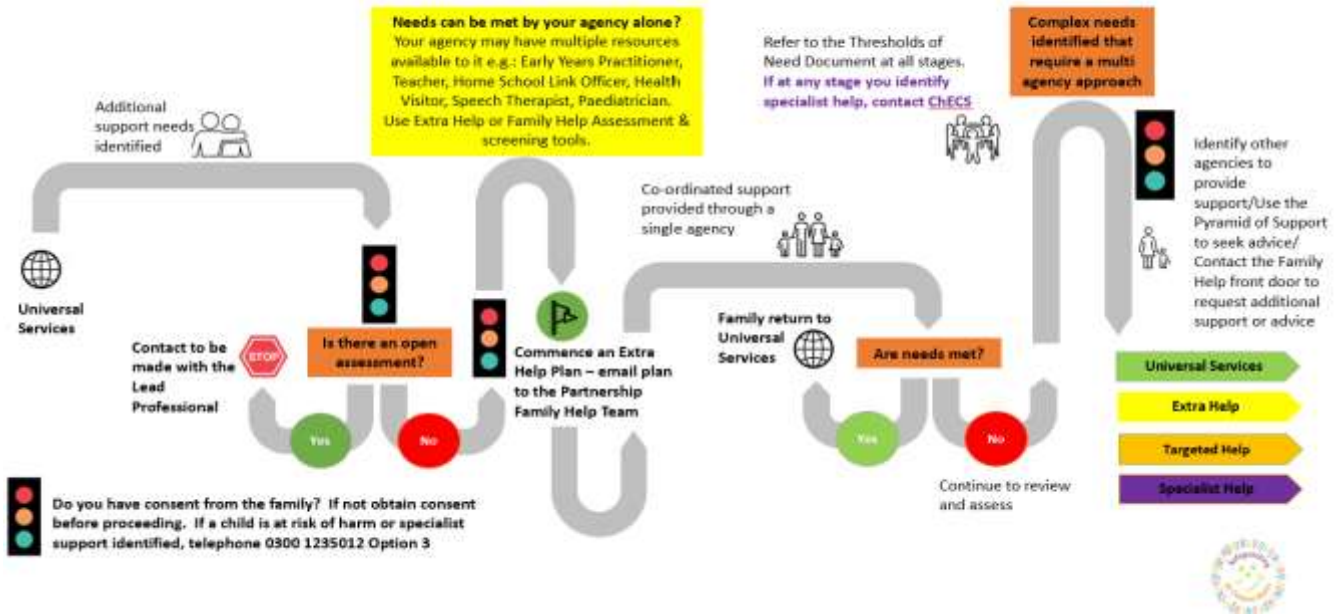 Needs can be met by your agency alone?
Your agency may have multiple resources
available to it e.g.: Early Years Practitioner,
Teacher, Home School Link Officer, Health
Visitor, Speech Therapist, Paediatrician.
Use Extra Help or Family Help Assessment &
screening tools.
Refer to the Thresholds of
Need Document at all stages.
If at any stage you identify
specialist help, contact ChECS
Complex needs
identified that
require a multi
agency approach
Additional
support needs
identified
Identify other
agencies to
provide
support/Use the
Pyramid of Support
to seek advice/
Contact the Family
Help front door to
request additional
support or advice
Co-ordinated support
provided through a
single agency
Universal
Services
Contact to be
made with the
Lead
Professional
STOP
Is there an open
assessment?
Yes
No
Commence an Extra
Help Plan – email plan
to the Partnership
Family Help Team
Family return to
Universal
Services
Are needs met?
Yes
No
Continue to review
and assess
Universal Services
Extra Help
Targeted Help
Specialist Help
Do you have consent from the family? If not obtain consent
before proceeding. If a child is at risk of harm or specialist
support identified, telephone 0300 1235012 Option 3